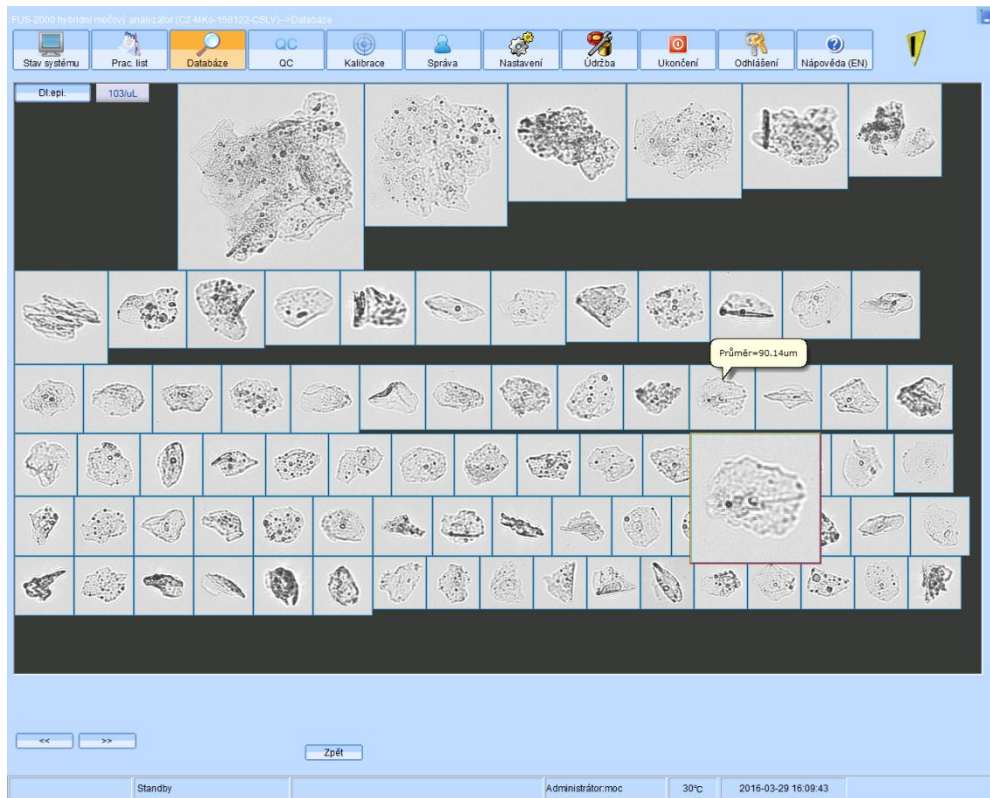 FUS-2000 hybridní močový analyzátor (CZ-MKo-150122-CSLV)-->Databáze
Stav systému Prac. list Databáze QC Kalibrace Správa Nastavení Údržba Ukončení Odhlášení Nápověda (EN)
Dl.epi. 103/uL
Průměr=90.14um
<< >>
Zpět
Standby Administrátor:moc 30°C 2016-03-29 16:09:43